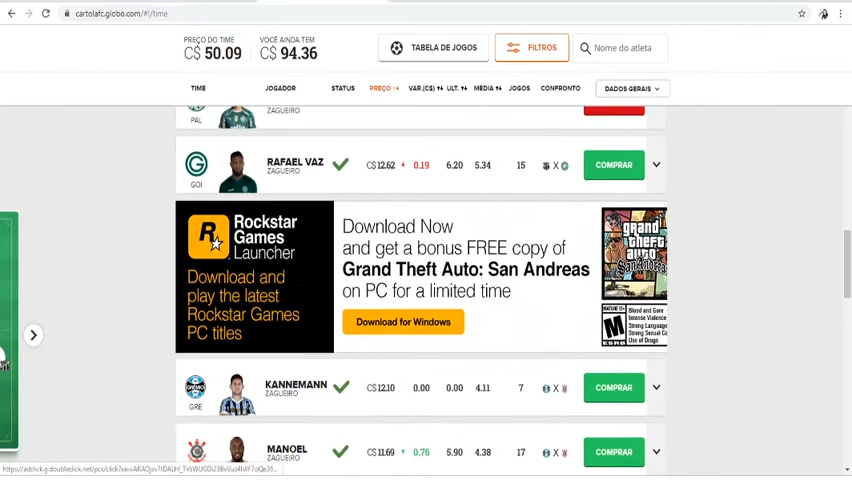 cartolafc.globo.com/#!/time
PREÇO DO TIME
C$ 50.09
VOCÊ AINDA TEM
C$ 94.36
TABELA DE JOGOS
FILTROS
Nome do atleta
TIME JOGADOR STATUS PREÇO VAR.(C$) ULT. MÉDIA JOGOS CONFRONTO DADOS GERAIS
PAL
ZAGUEIRO
GOI
RAFAEL VAZ
ZAGUEIRO
C$12.62 0.19 6.20 5.34 15 X COMPRAR
R
Rockstar
Games
Launcher
Download and
play the latest
Rockstar Games
PC titles
Download Now
and get a bonus FREE copy of
Grand Theft Auto: San Andreas
on PC for a limited time
Download for Windows
grand
theft
auto
San Andreas
MATURE 17+
M
ESRB
Blood and Gore
Intense Violence
Strong Language
Strong Sexual Co
Use of Drugs
GRE
KANNEMANN
ZAGUEIRO
C$12.10 0.00 0.00 4.11 7 X COMPRAR
MANOEL
ZAGUEIRO
C$11.69 0.76 5.90 4.38 17 X COMPRAR